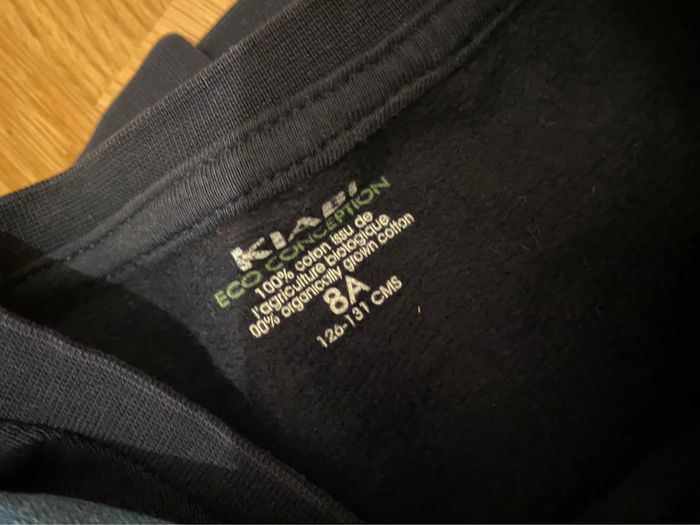 KIABI
ECO CONCEPTION
100% coton issu de
l'agriculture biologique
00% organically grown cotton
8A
126-131 CMS